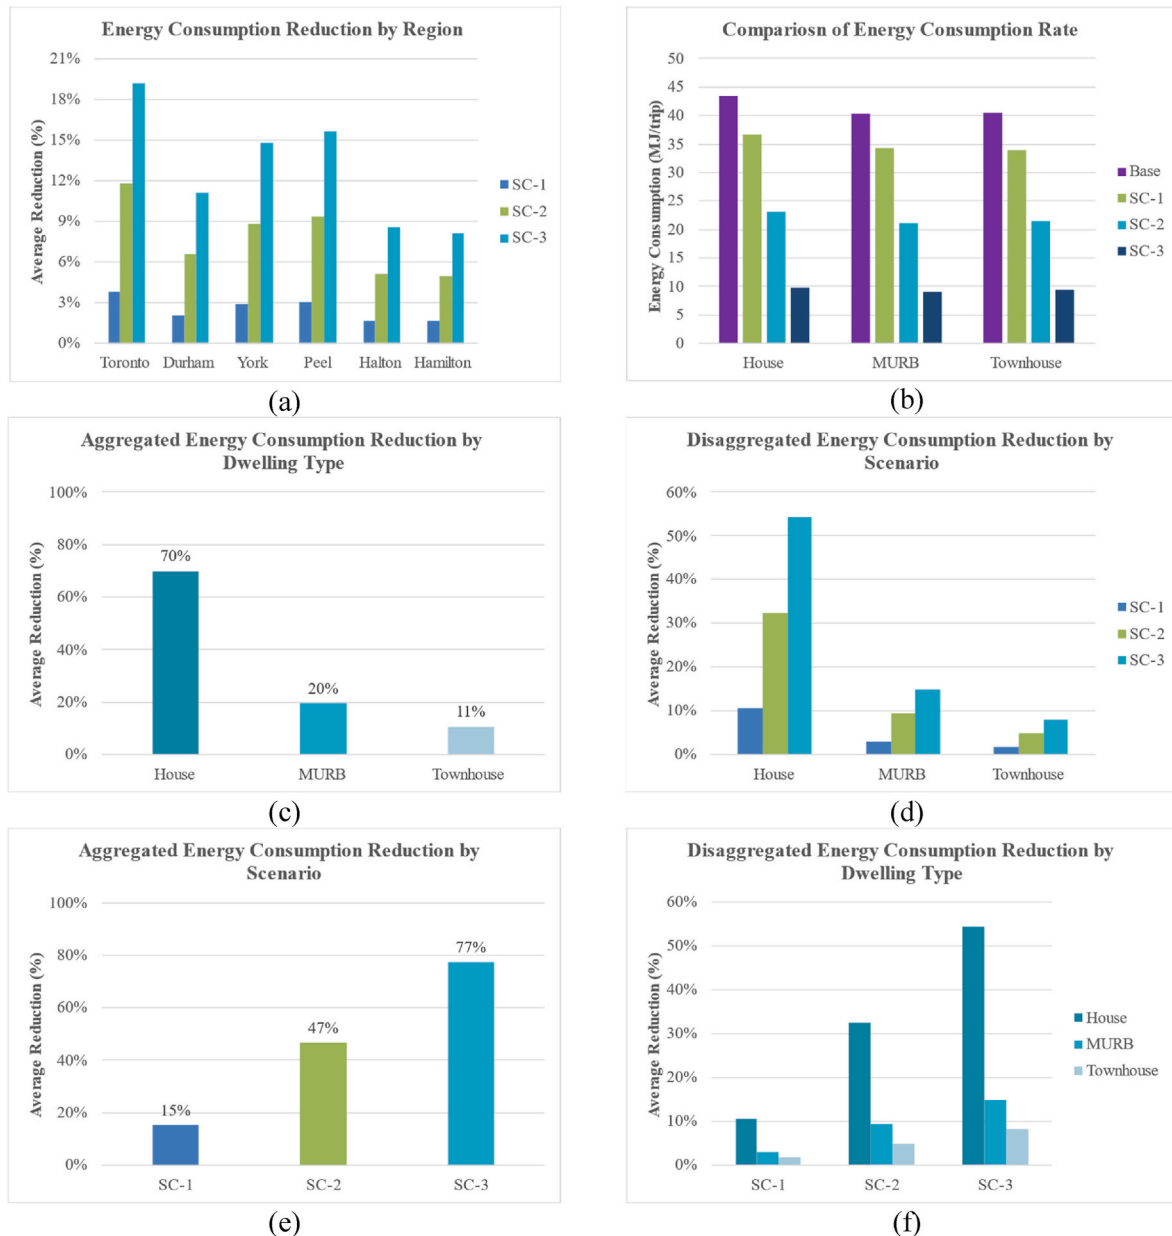 Energy Consumption Reduction by Region
Average Reduction (%)
21%
18%
15%
12%
9%
6%
3%
0%
Toronto Durham York Peel Halton Hamilton
SC-1
SC-2
SC-3
(a)
Compariosn of Energy Consumption Rate
Energy Consumption (MJ/trip)
50
45
40
35
30
25
20
15
10
5
0
House MURB Townhouse
Base
SC-1
SC-2
SC-3
(b)
Aggregated Energy Consumption Reduction by
Dwelling Type
Average Reduction (%)
100%
80%
60%
40%
20%
0%
70%
20%
11%
House MURB Townhouse
(c)
Disaggregated Energy Consumption Reduction by
Scenario
Average Reduction (%)
60%
50%
40%
30%
20%
10%
0%
House MURB Townhouse
SC-1
SC-2
SC-3
(d)
Aggregated Energy Consumption Reduction by
Scenario
Average Reduction (%)
100%
80%
60%
40%
20%
0%
15%
47%
77%
SC-1 SC-2 SC-3
(e)
Disaggregated Energy Consumption Reduction by
Dwelling Type
Average Reduction (%)
60%
50%
40%
30%
20%
10%
0%
SC-1 SC-2 SC-3
House
MURB
Townhouse
(f)